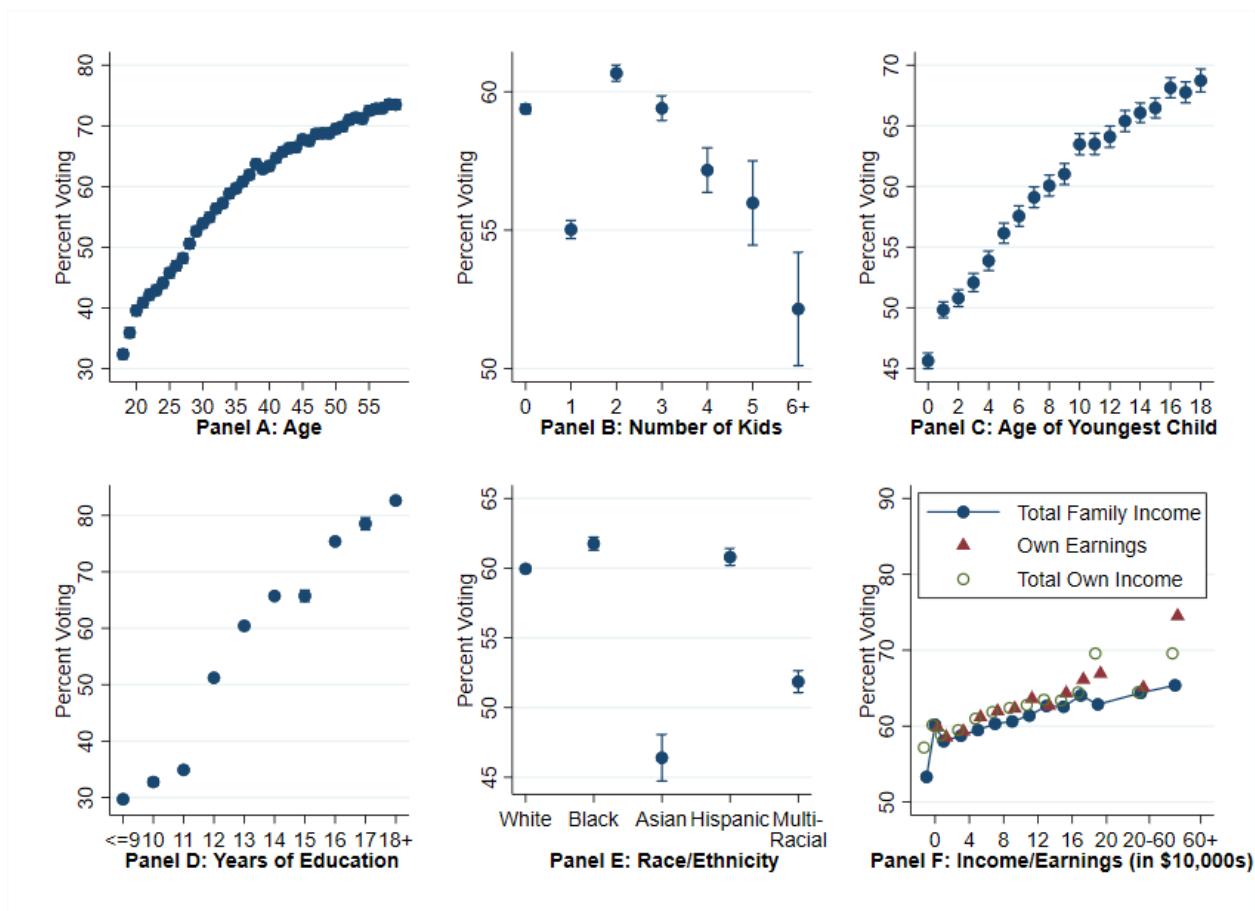 Percent Voting
80
70
60
50
40
30
20 25 30 35 40 45 50 55
Panel A: Age
Percent Voting
60
55
50
0 1 2 3 4 5 6+
Panel B: Number of Kids
Percent Voting
70
65
60
55
50
45
0 2 4 6 8 10 12 14 16 18
Panel C: Age of Youngest Child
Percent Voting
80
70
60
50
40
30
<=9 10 11 12 13 14 15 16 17 18+
Panel D: Years of Education
Percent Voting
65
60
55
50
45
White Black Asian Hispanic Multi-
Racial
Panel E: Race/Ethnicity
Percent Voting
90
80
70
60
50
Total Family Income
Own Earnings
Total Own Income
0 4 8 12 16 20 20-60 60+
Panel F: Income/Earnings (in $10,000s)